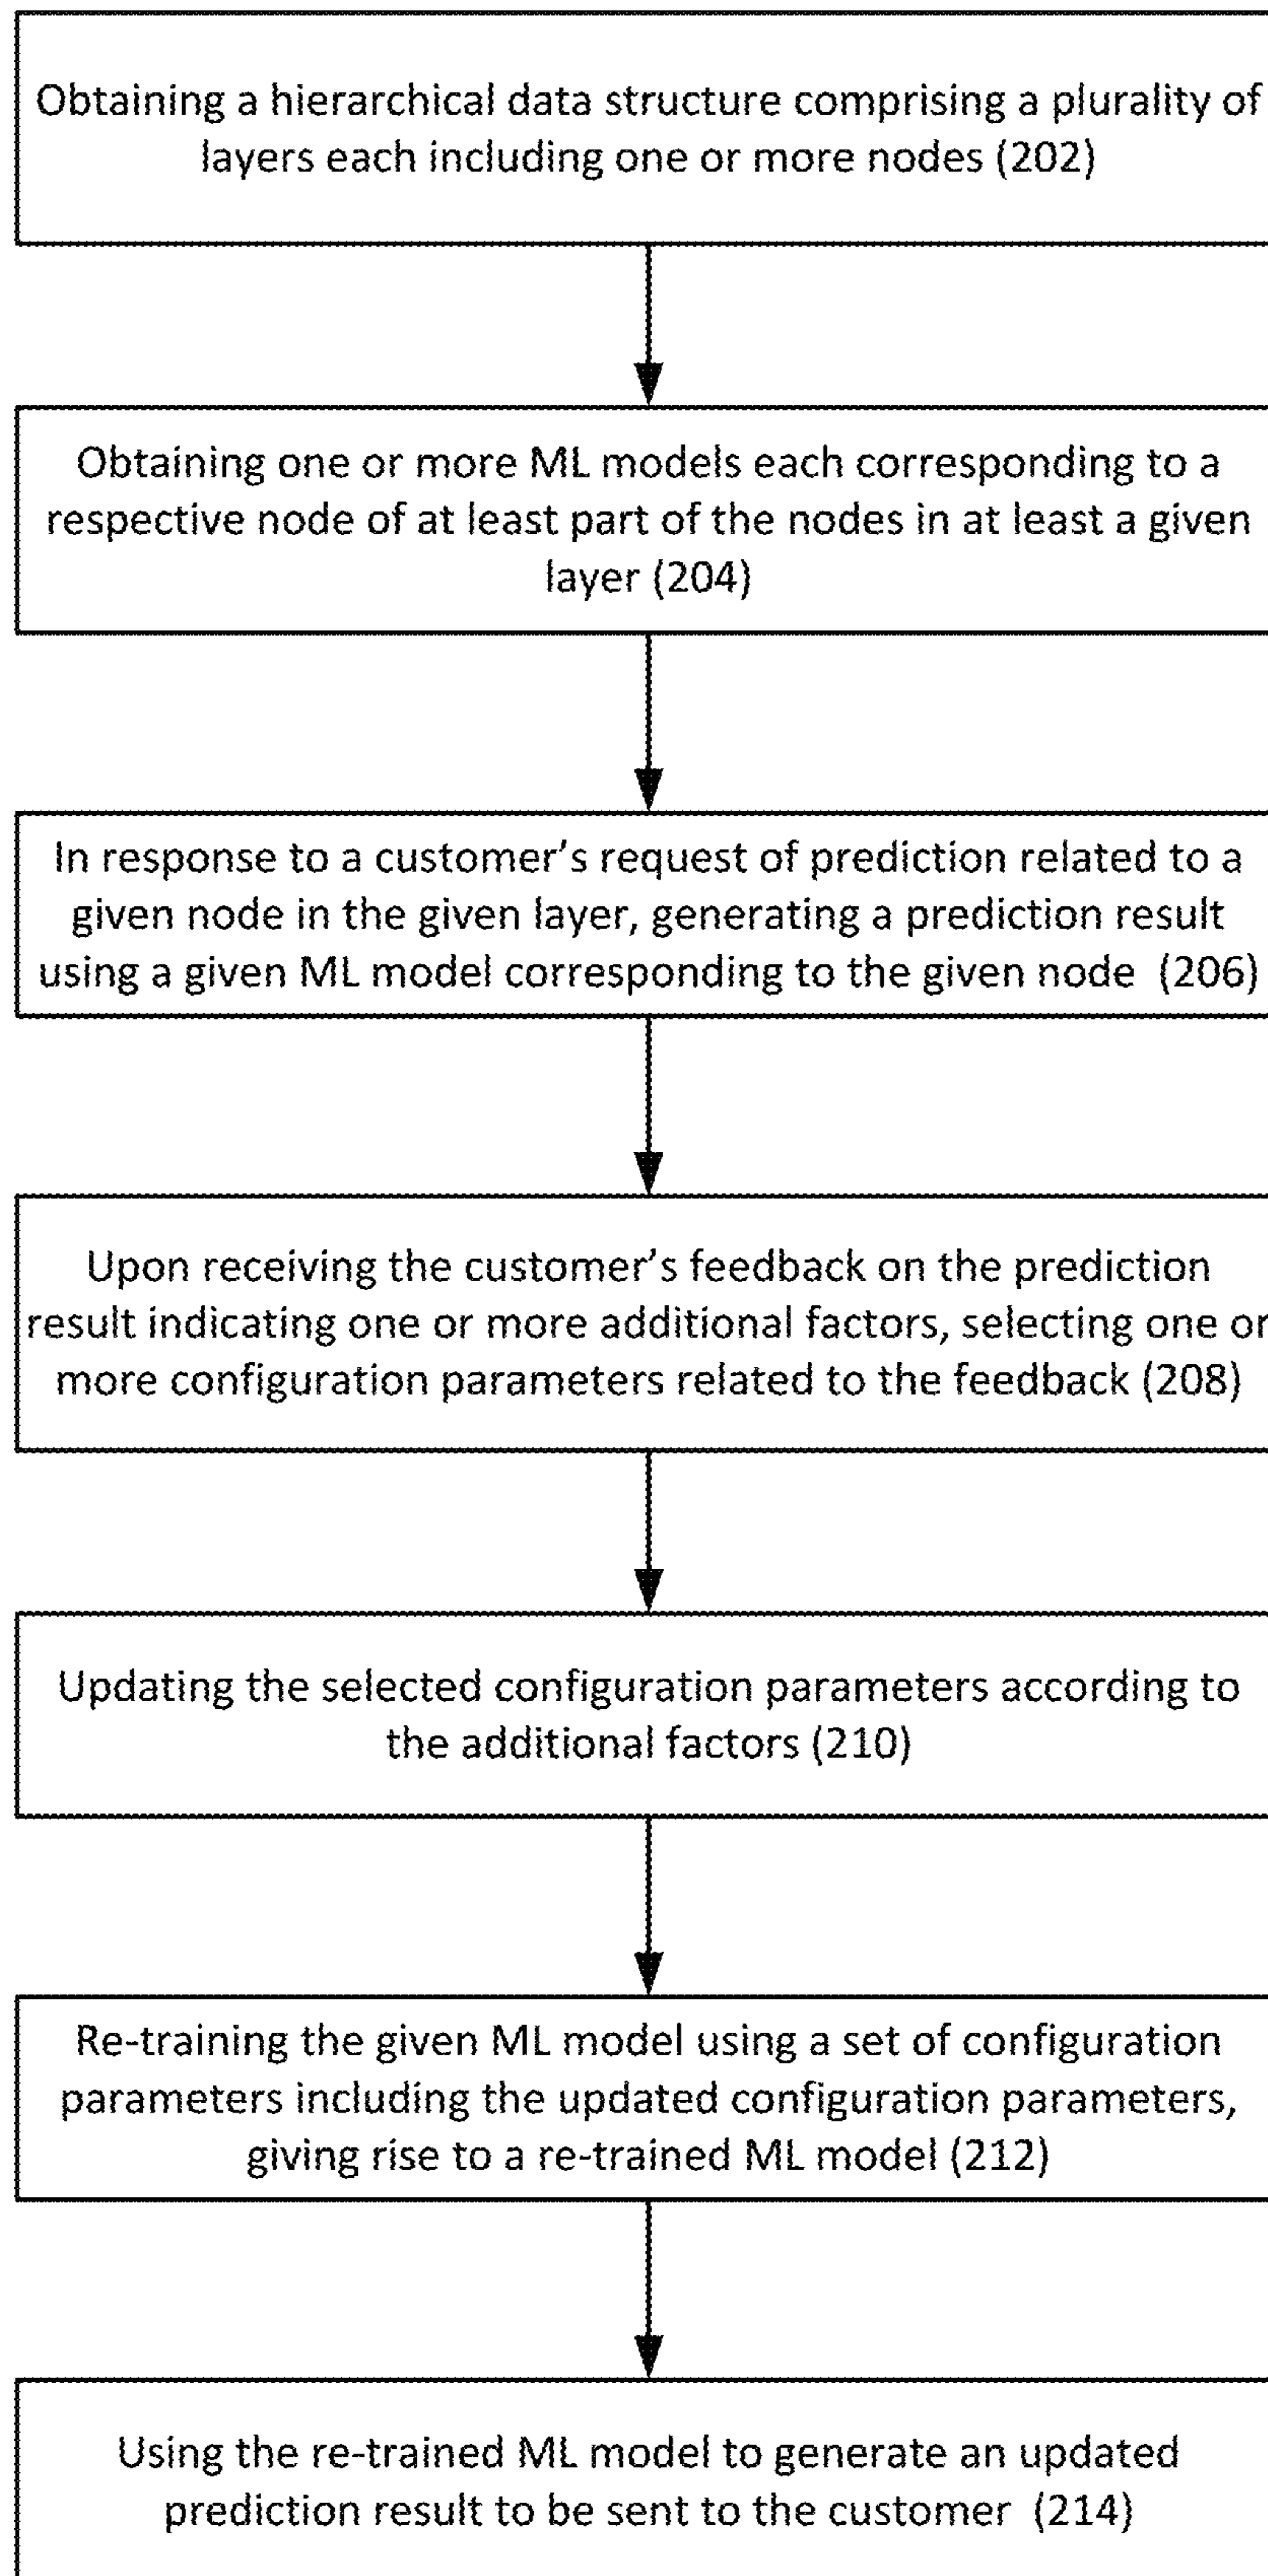 Obtaining a hierarchical data structure comprising a plurality of
layers each including one or more nodes (202)
Obtaining one or more ML models each corresponding to a
respective node of at least part of the nodes in at least a given
layer (204)
In response to a customer’s request of prediction related to a
given node in the given layer, generating a prediction result
using a given ML model corresponding to the given node (206)
Upon receiving the customer’s feedback on the prediction
result indicating one or more additional factors, selecting one or
more configuration parameters related to the feedback (208)
Updating the selected configuration parameters according to
the additional factors (210)
Re-training the given ML model using a set of configuration
parameters including the updated configuration parameters,
giving rise to a re-trained ML model (212)
Using the re-trained ML model to generate an updated
prediction result to be sent to the customer (214)